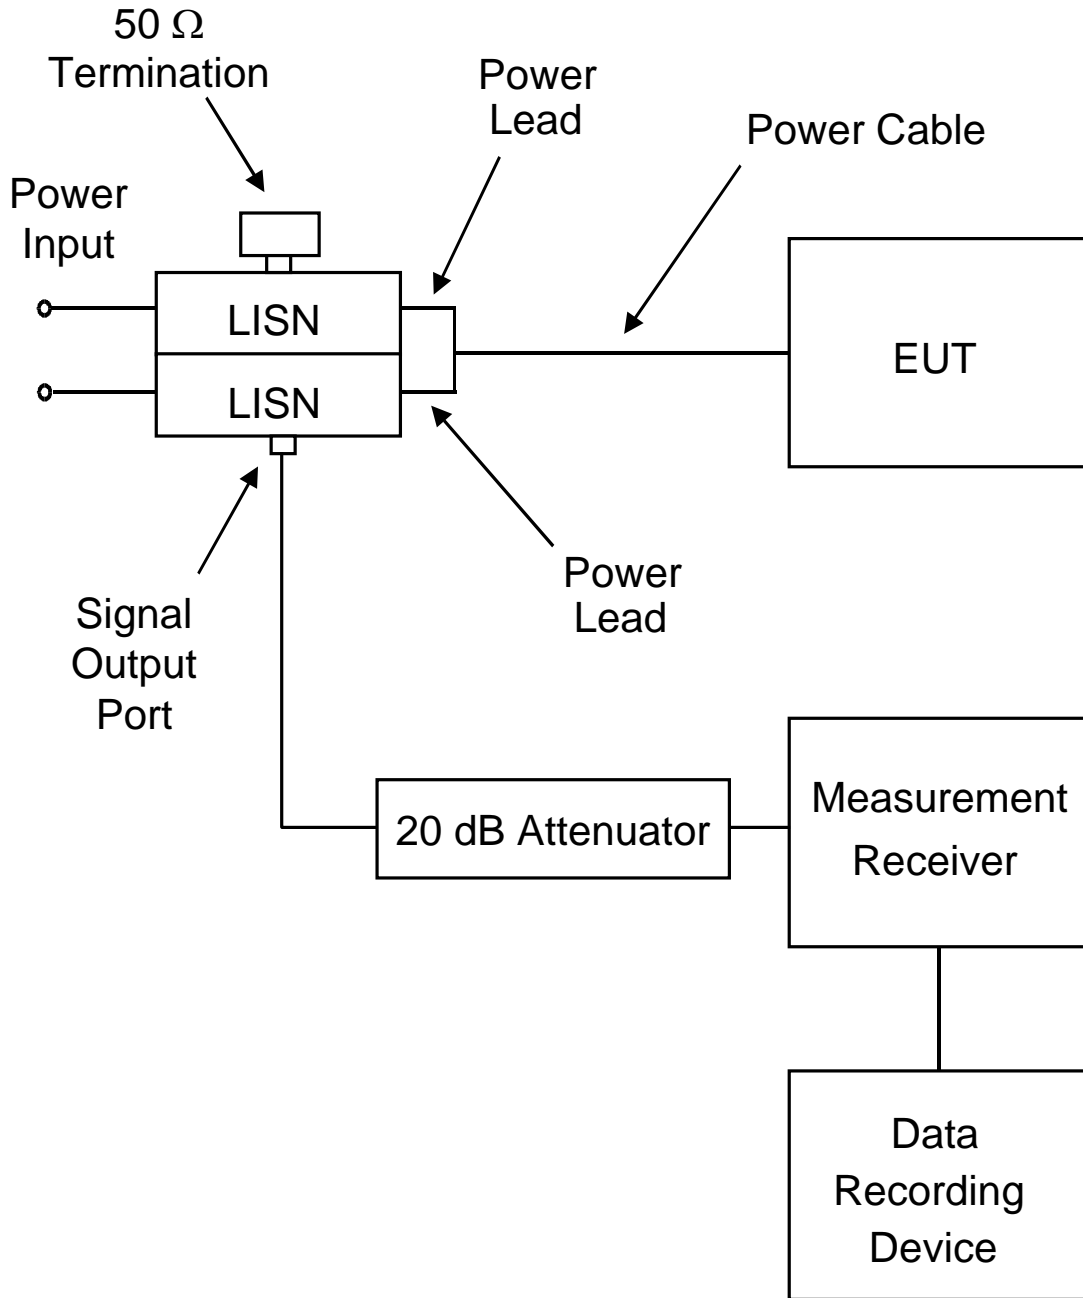 50 Ω
Termination
Power
Lead
Power Cable
Power
Input
LISN
LISN
EUT
Power
Lead
Signal
Output
Port
20 dB Attenuator
Measurement
Receiver
Data
Recording
Device